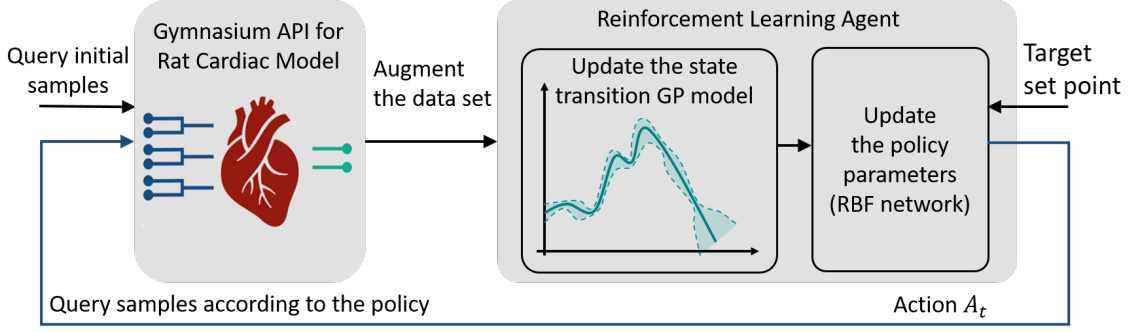 Query initial
samples
Gymnasium API for
Rat Cardiac Model
Augment
the data set
Reinforcement Learning Agent
Update the state
transition GP model
Update
the policy
parameters
(RBF network)
Target
set point
Query samples according to the policy
Action A_t